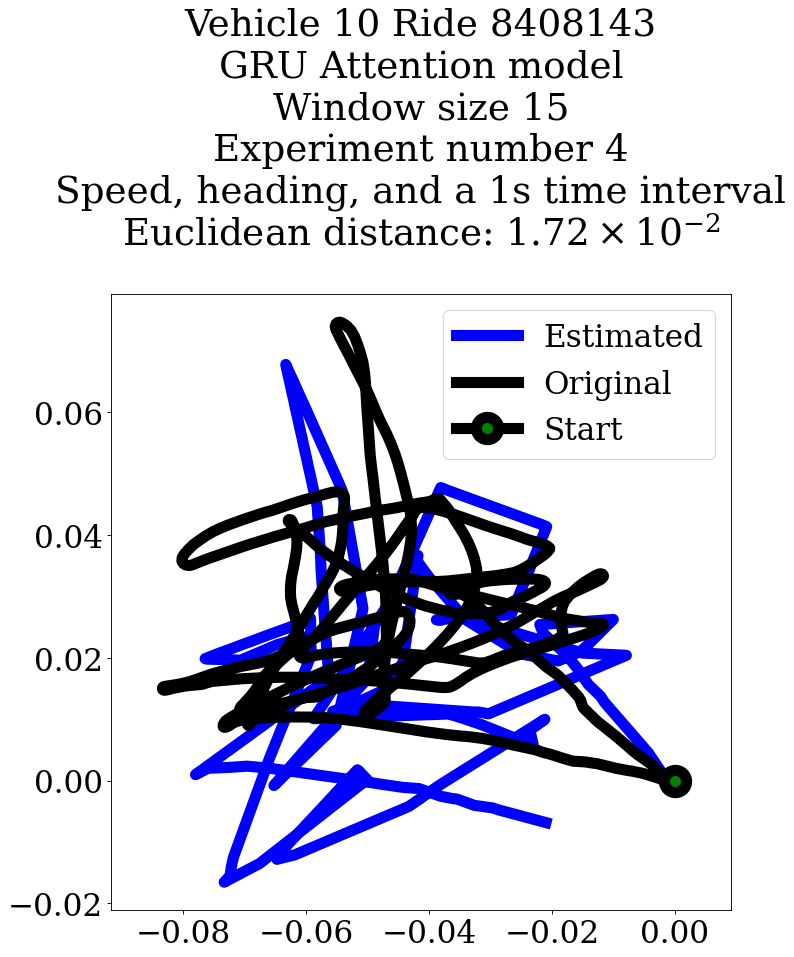 Vehicle 10 Ride 8408143
GRU Attention model
Window size 15
Experiment number 4
Speed, heading, and a 1s time interval
Euclidean distance: 1.72 × 10⁻²
Estimated
Original
Start
0.06
0.04
0.02
0.00
−0.02
−0.08 −0.06 −0.04 −0.02 0.00